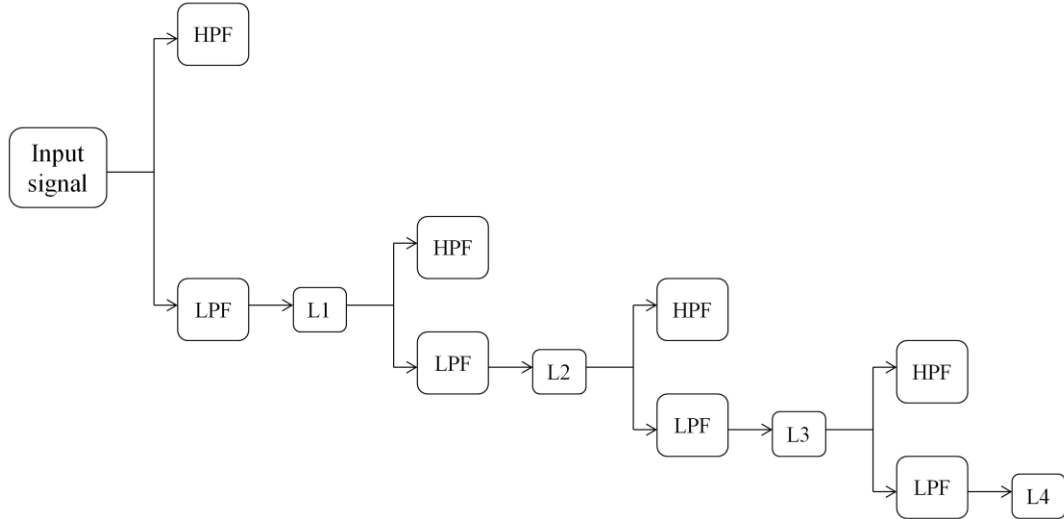 HPF
Input
signal
LPF
L1
HPF
LPF
L2
HPF
LPF
L3
HPF
LPF
L4